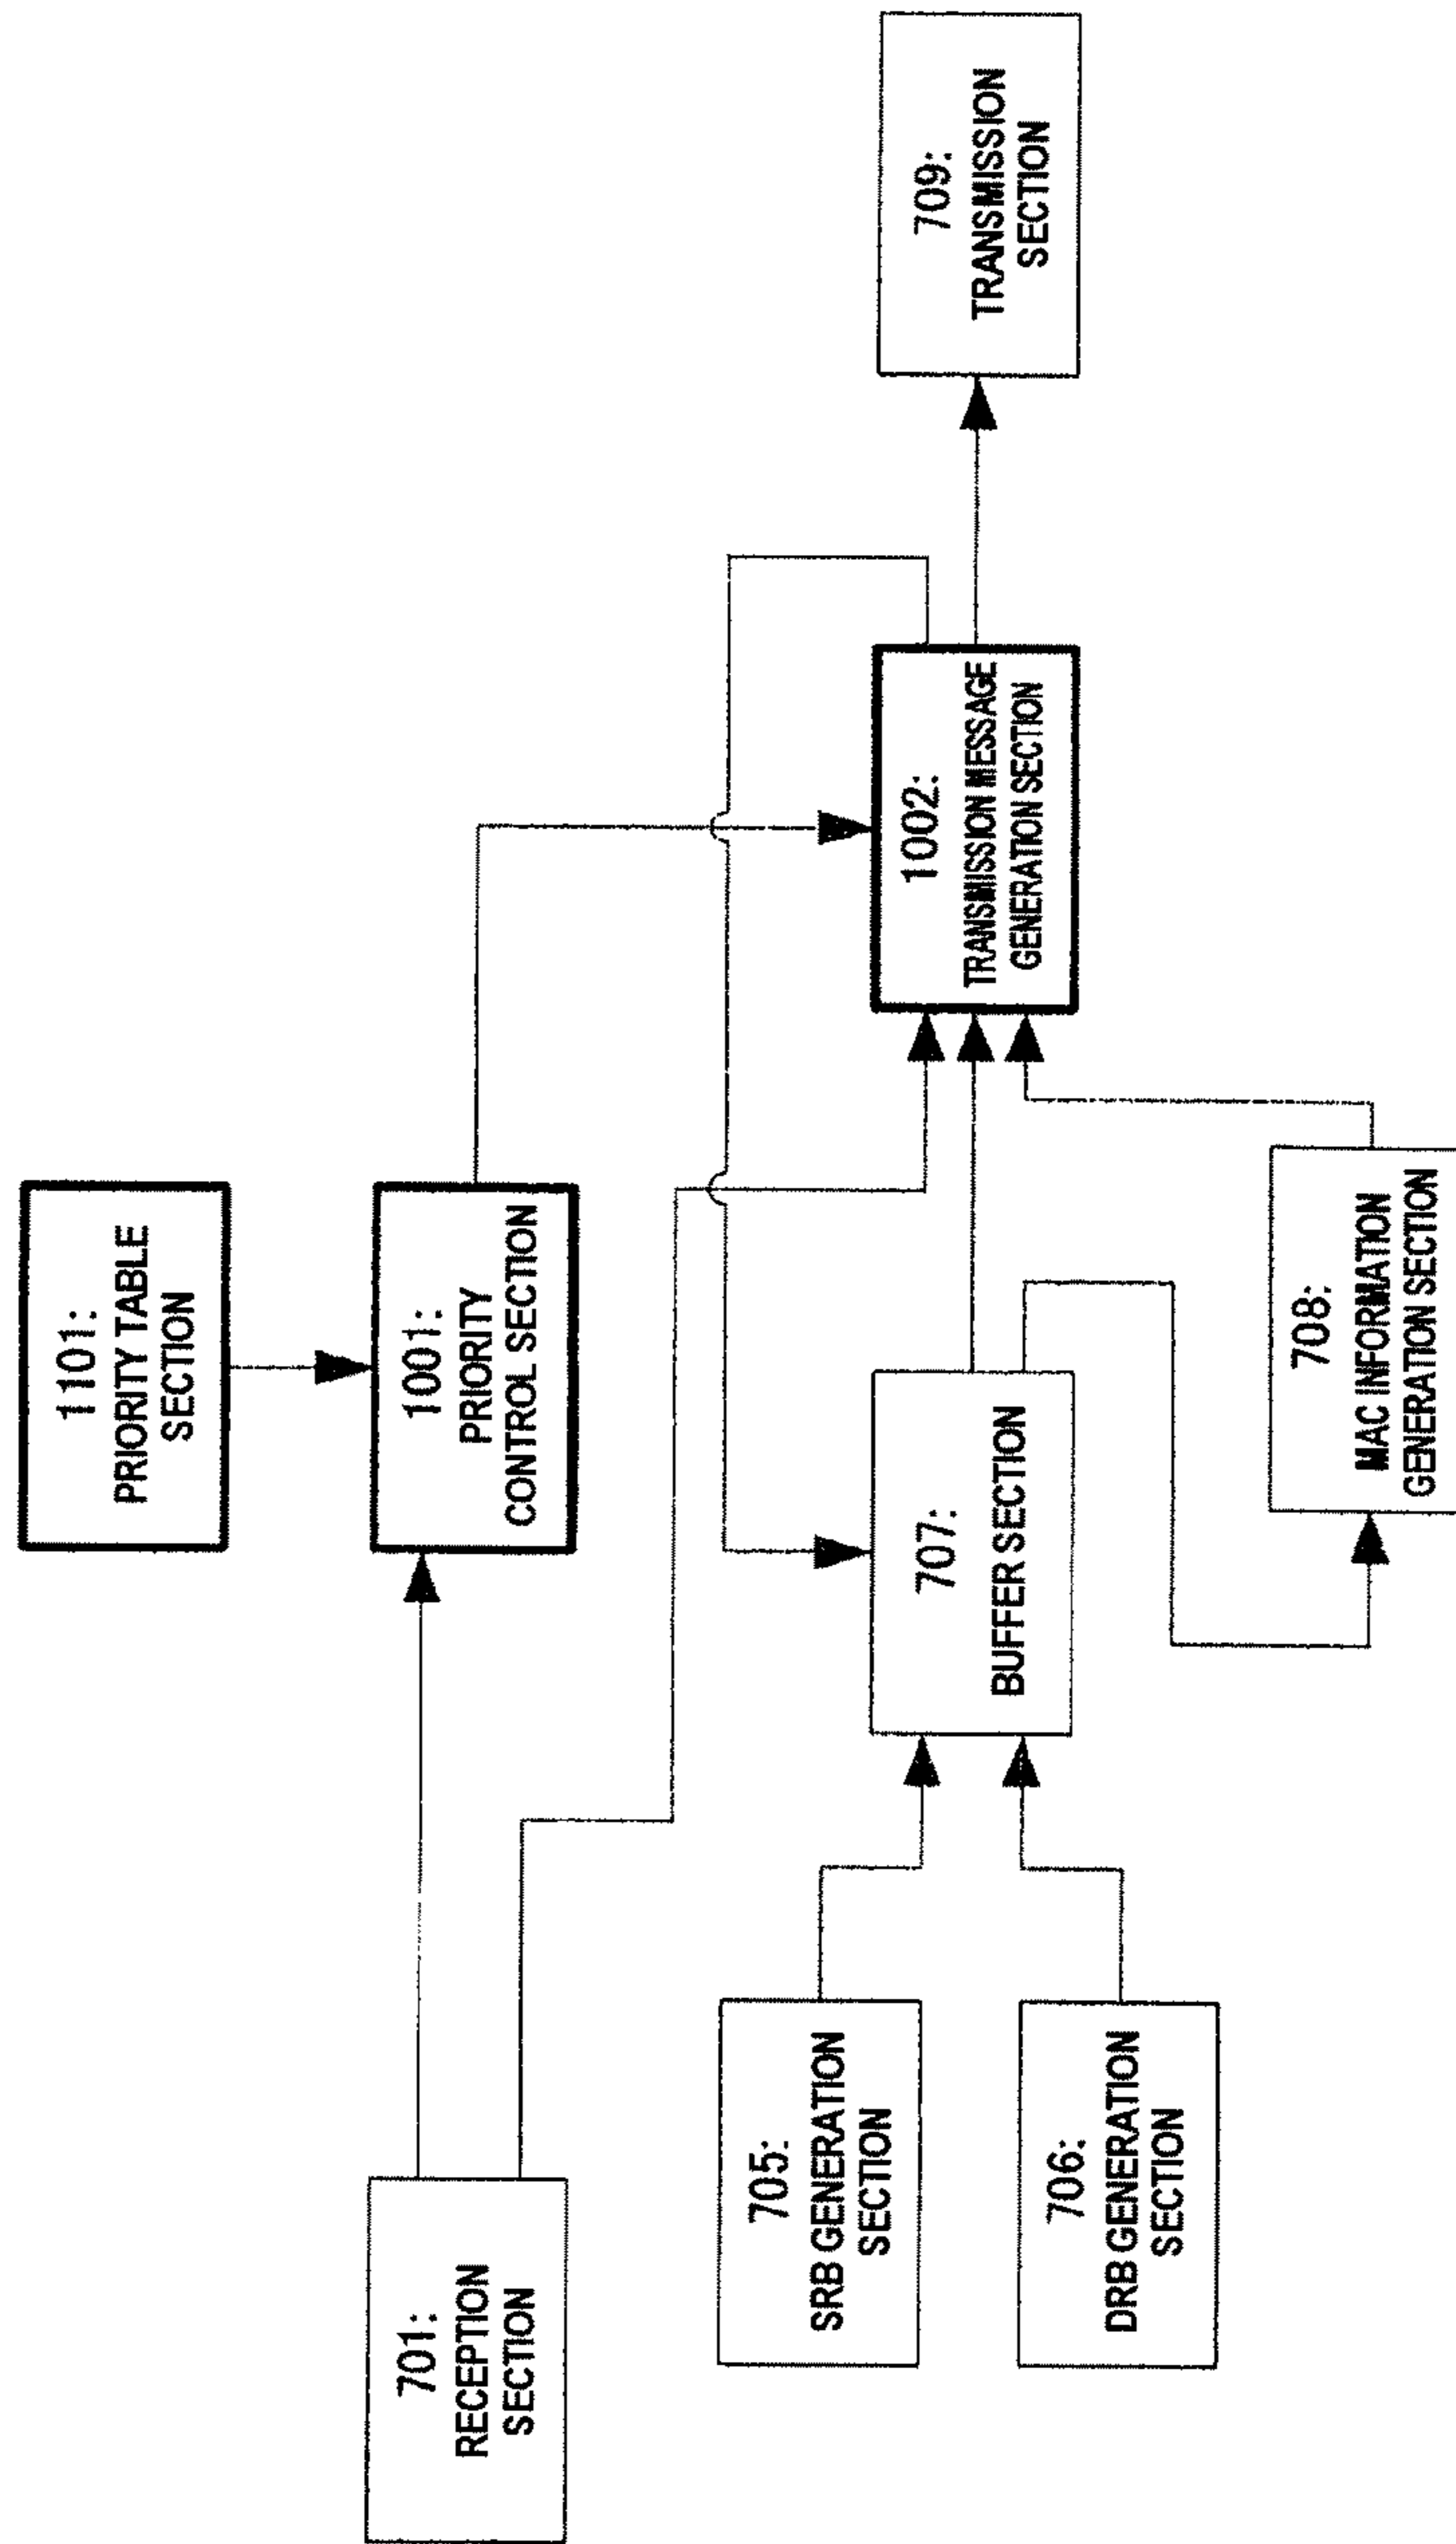 1101:
PRIORITY TABLE
SECTION
701:
RECEPTION
SECTION
1001:
PRIORITY
CONTROL SECTION
705:
SRB GENERATION
SECTION
706:
DRB GENERATION
SECTION
707:
BUFFER SECTION
1002:
TRANSMISSION MESSAGE
GENERATION SECTION
709:
TRANSMISSION
SECTION
708:
MAC INFORMATION
GENERATION SECTION